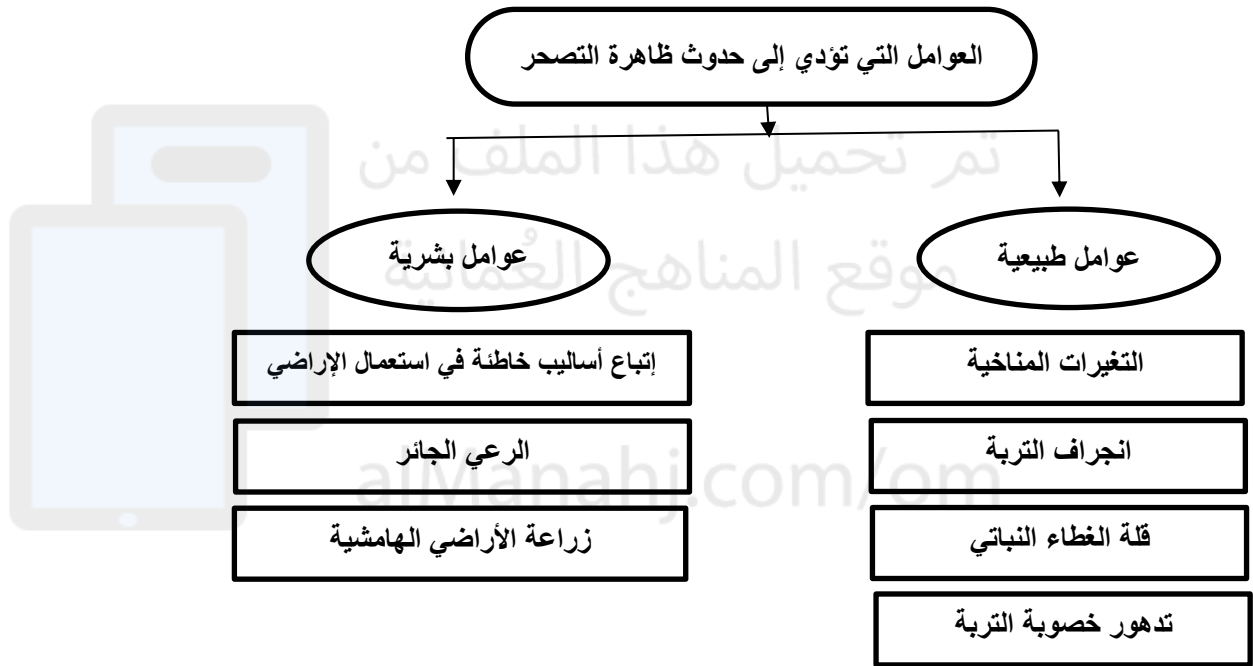 العوامل التي تؤدي إلى حدوث ظاهرة التصحر
تم تحميل هذا الملف من
موقع المناهج العُمانية
alManahj.com/om
عوامل طبيعية
التغيرات المناخية
انجراف التربة
قلة الغطاء النباتي
تدهور خصوبة التربة
عوامل بشرية
إتباع أساليب خاطئة في استعمال الإراضي
الرعي الجائر
زراعة الأراضي الهامشية